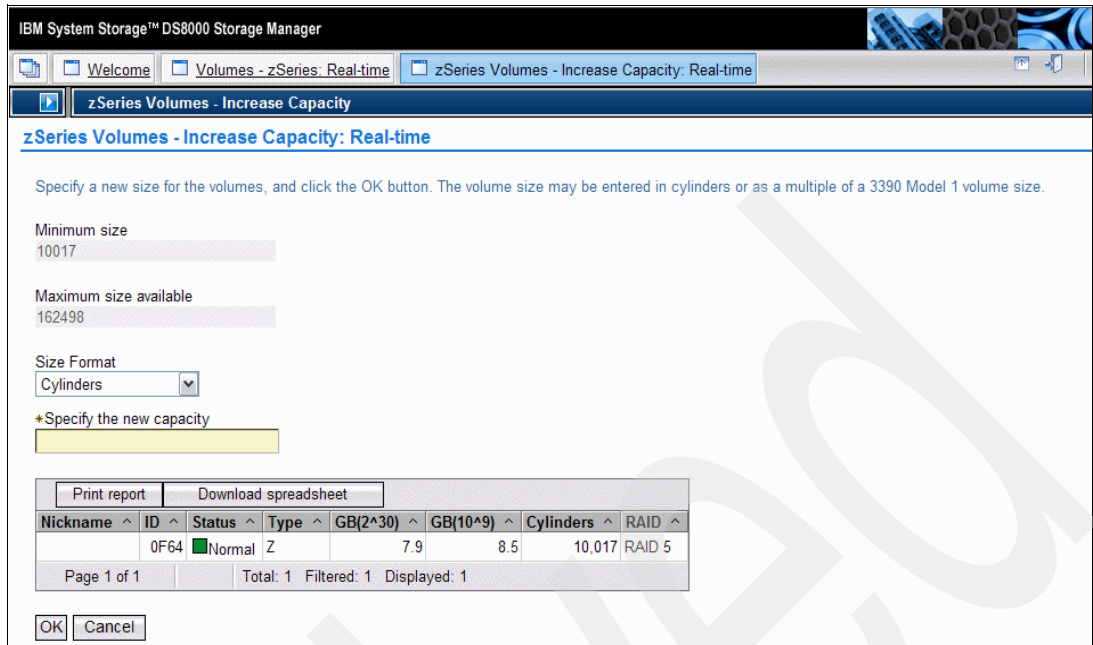 IBM System Storage™ DS8000 Storage Manager
Welcome Volumes - zSeries: Real-time zSeries Volumes - Increase Capacity: Real-time
zSeries Volumes - Increase Capacity
zSeries Volumes - Increase Capacity: Real-time
Specify a new size for the volumes, and click the OK button. The volume size may be entered in cylinders or as a multiple of a 3390 Model 1 volume size.
Minimum size
10017
Maximum size available
162498
Size Format
Cylinders
*Specify the new capacity
Print report Download spreadsheet
Nickname ^ ID ^ Status ^ Type ^ GB(2^30) ^ GB(10^9) ^ Cylinders ^ RAID ^
0F64 Normal Z 7.9 8.5 10,017 RAID 5
Page 1 of 1 Total: 1 Filtered: 1 Displayed: 1
OK Cancel